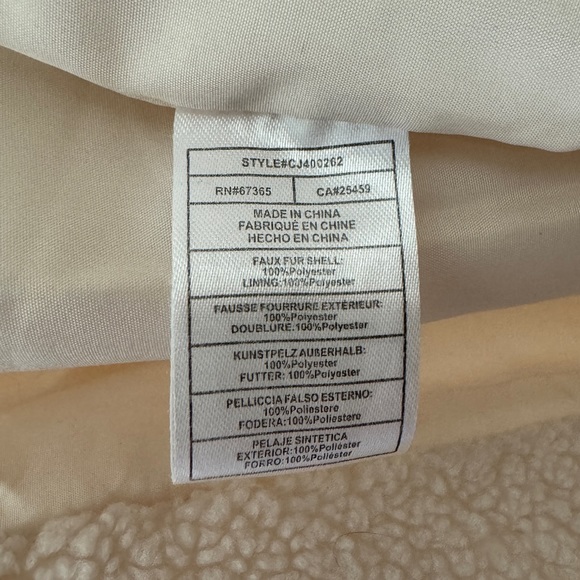 STYLE#CJ400262
RN#67365 CA#25459
MADE IN CHINA
FABRIQUÉ EN CHINE
HECHO EN CHINA
FAUX FUR SHELL:
100%Polyester
LINING:100%Polyester
FAUSSE FOURRURE EXTÉRIEUR:
100%Polyester
DOUBLURE:100%Polyester
KUNSTPELZ AUßERHALB:
100%Polyester
FUTTER: 100%Polyester
PELLICCIA FALSO ESTERNO:
100%Poliestere
FODERA:100%Poliestere
PELAJE SINTETICA
EXTERIOR:100%Poliéster
FORRO:100%Poliéster